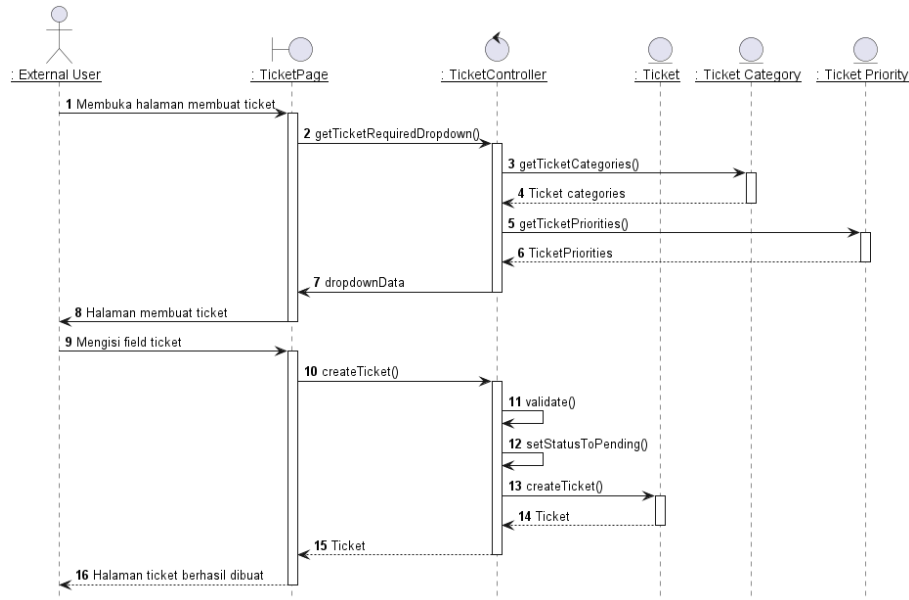 : External User
: TicketPage
: TicketController
: Ticket
: Ticket Category
: Ticket Priority
1 Membuka halaman membuat ticket
2 getTicketRequiredDropdown()
3 getTicketCategories()
4 Ticket categories
5 getTicketPriorities()
6 TicketPriorities
7 dropdownData
8 Halaman membuat ticket
9 Mengisi field ticket
10 createTicket()
11 validate()
12 setStatusToPending()
13 createTicket()
14 Ticket
15 Ticket
16 Halaman ticket berhasil dibuat